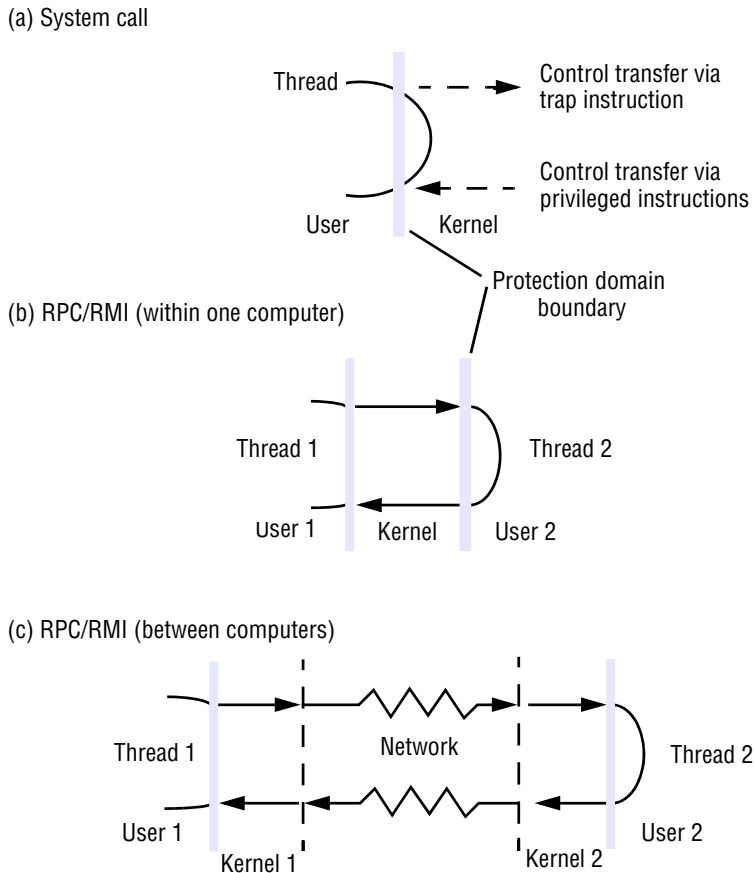 (a) System call
Thread
Control transfer via
trap instruction
Control transfer via
privileged instructions
User
Kernel
Protection domain
boundary
(b) RPC/RMI (within one computer)
Thread 1
Thread 2
User 1
Kernel
User 2
(c) RPC/RMI (between computers)
Network
Thread 1
Thread 2
User 1
User 2
Kernel 1
Kernel 2